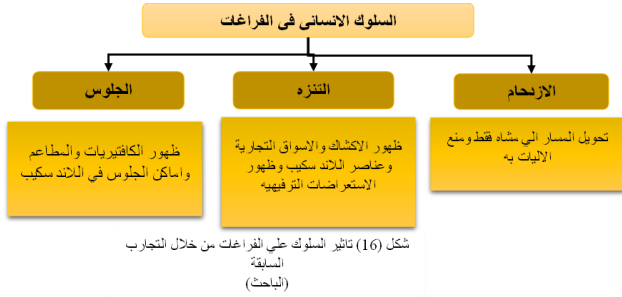 السلوك الانسانى فى الفراغات
الازدحام
التنزه
الجلوس
تحويل المسار الي مشاه فقط ومنع
الاليات به
ظهور الاكشاك والاسواق التجارية
وعناصر اللاند سكيب وظهور
الاستعراضات الترفيهيه
ظهور الكافتيريات والمطاعم
واماكن الجلوس في اللاند سكيب
شكل (16) تاثير السلوك علي الفراغات من خلال التجارب
السابقة
(الباحث)